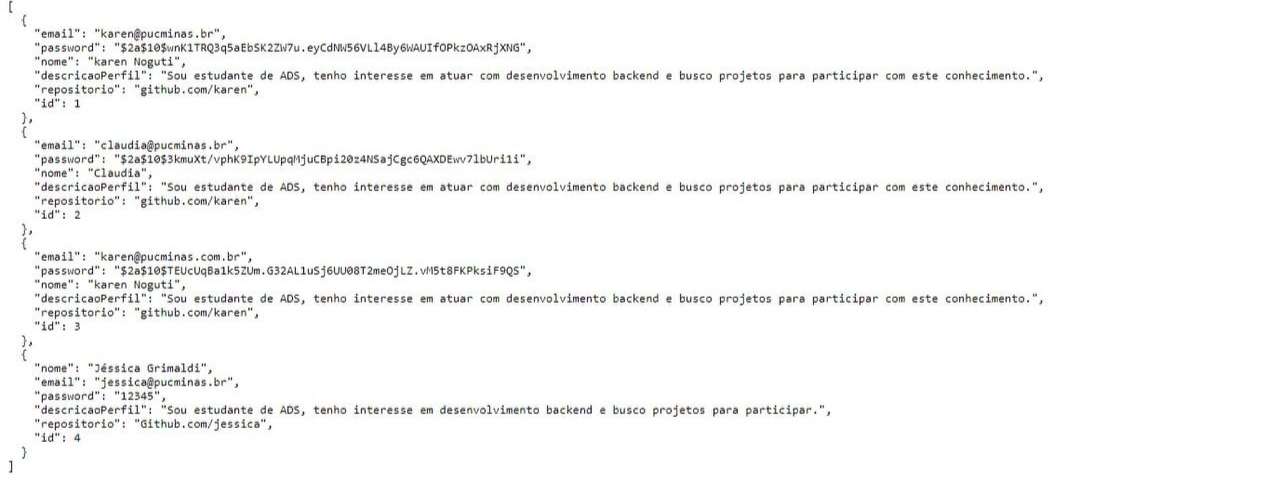 [
{
"email": "karen@pucminas.br",
"password": "$2a$10$wnK1TRQ3q5aEbSK2ZW7u.eyCdNW56VLl4By6WAUIfOPkzOAxRjXNG",
"nome": "karen Noguti",
"descricaoPerfil": "Sou estudante de ADS, tenho interesse em atuar com desenvolvimento backend e busco projetos para participar com este conhecimento.",
"repositorio": "github.com/karen",
"id": 1
},
{
"email": "claudia@pucminas.br",
"password": "$2a$10$3kmuXt/vphK9IpYLUpqMjuCBpi20z4NSajCgc6QAXDEwv7lbUri1i",
"nome": "Claudia",
"descricaoPerfil": "Sou estudante de ADS, tenho interesse em atuar com desenvolvimento backend e busco projetos para participar com este conhecimento.",
"repositorio": "github.com/karen",
"id": 2
},
{
"email": "karen@pucminas.com.br",
"password": "$2a$10$TEUcUqBa1k5ZUm.G32AL1uSj6UU08T2meOjLZ.vM5t8FKPksiF9QS",
"nome": "karen Noguti",
"descricaoPerfil": "Sou estudante de ADS, tenho interesse em atuar com desenvolvimento backend e busco projetos para participar com este conhecimento.",
"repositorio": "github.com/karen",
"id": 3
},
{
"nome": "Jéssica Grimaldi",
"email": "jessica@pucminas.br",
"password": "12345",
"descricaoPerfil": "Sou estudante de ADS, tenho interesse em desenvolvimento backend e busco projetos para participar.",
"repositorio": "Github.com/jessica",
"id": 4
}
]